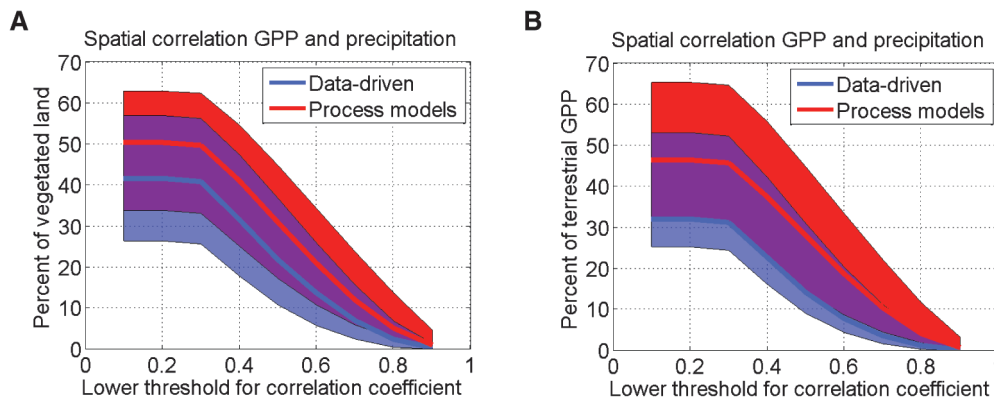 A
Spatial correlation GPP and precipitation
70
60
50
40
30
20
10
0
Percent of vegetated land
Data-driven
Process models
0 0.2 0.4 0.6 0.8 1
Lower threshold for correlation coefficient
B
Spatial correlation GPP and precipitation
70
60
50
40
30
20
10
0
Percent of terrestrial GPP
Data-driven
Process models
0 0.2 0.4 0.6 0.8
Lower threshold for correlation coefficient